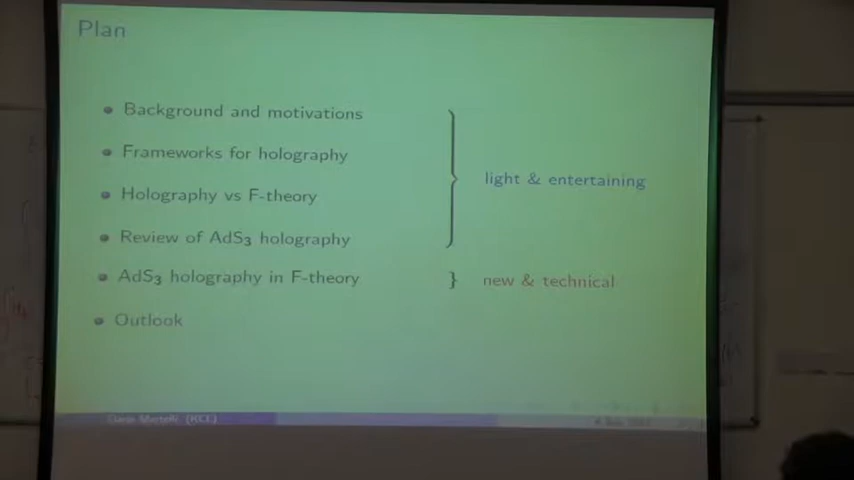 Plan
Background and motivations
Frameworks for holography
Holography vs F-theory
Review of AdS3 holography
light & entertaining
AdS3 holography in F-theory
} new & technical
Outlook
(KCL)